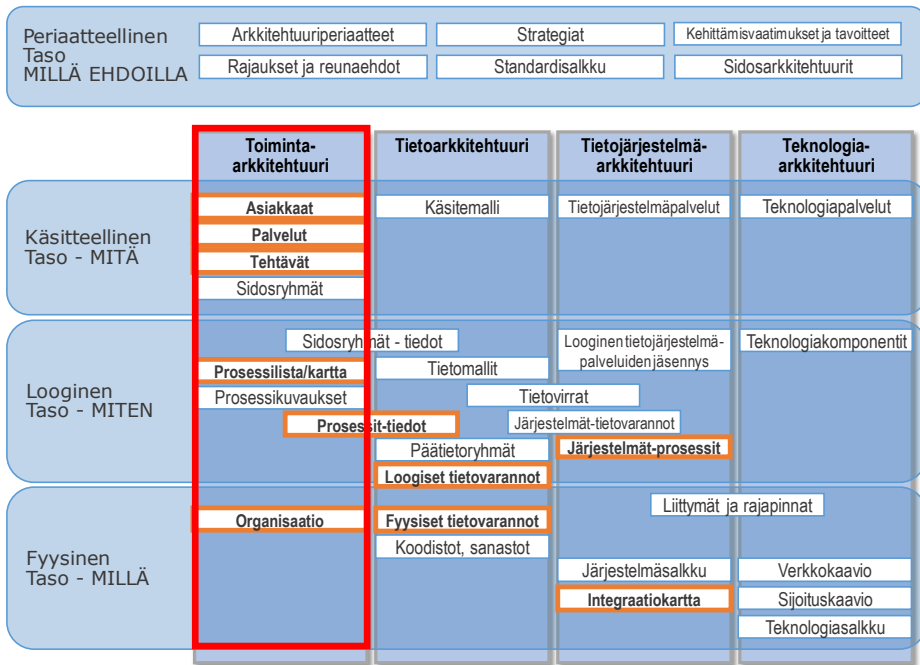 Periaatteellinen
Taso
MILLÄ EHDOILLA
Arkkitehtuuriperiaatteet
Strategiat
Kehittämisvaatimukset ja tavoitteet
Rajaukset ja reunaehdot
Standardisalkku
Sidosarkkitehtuurit
Toiminta-
arkkitehtuuri
Tietoarkkitehtuuri
Tietojärjestelmä-
arkkitehtuuri
Teknologia-
arkkitehtuuri
Käsitteellinen
Taso - MITÄ
Asiakkaat
Käsitemalli
Tietojärjestelmäpalvelut
Teknologiapalvelut
Palvelut
Tehtävät
Sidosryhmät
Looginen
Taso - MITEN
Sidosryhmät - tiedot
Looginen tietojärjestelmä-
palveluiden jäsennys
Teknologiakomponentit
Prosessilista/kartta
Tietomallit
Prosessikuvaukset
Tietovirrat
Prosessit-tiedot
Järjestelmät-tietovarannot
Päätietoryhmät
Järjestelmät-prosessit
Loogiset tietovarannot
Fyysinen
Taso - MILLÄ
Liittymät ja rajapinnat
Organisaatio
Fyysiset tietovarannot
Koodistot, sanastot
Järjestelmäsalkku
Verkkokaavio
Integraatiokartta
Sijoituskaavio
Teknologiasalkku